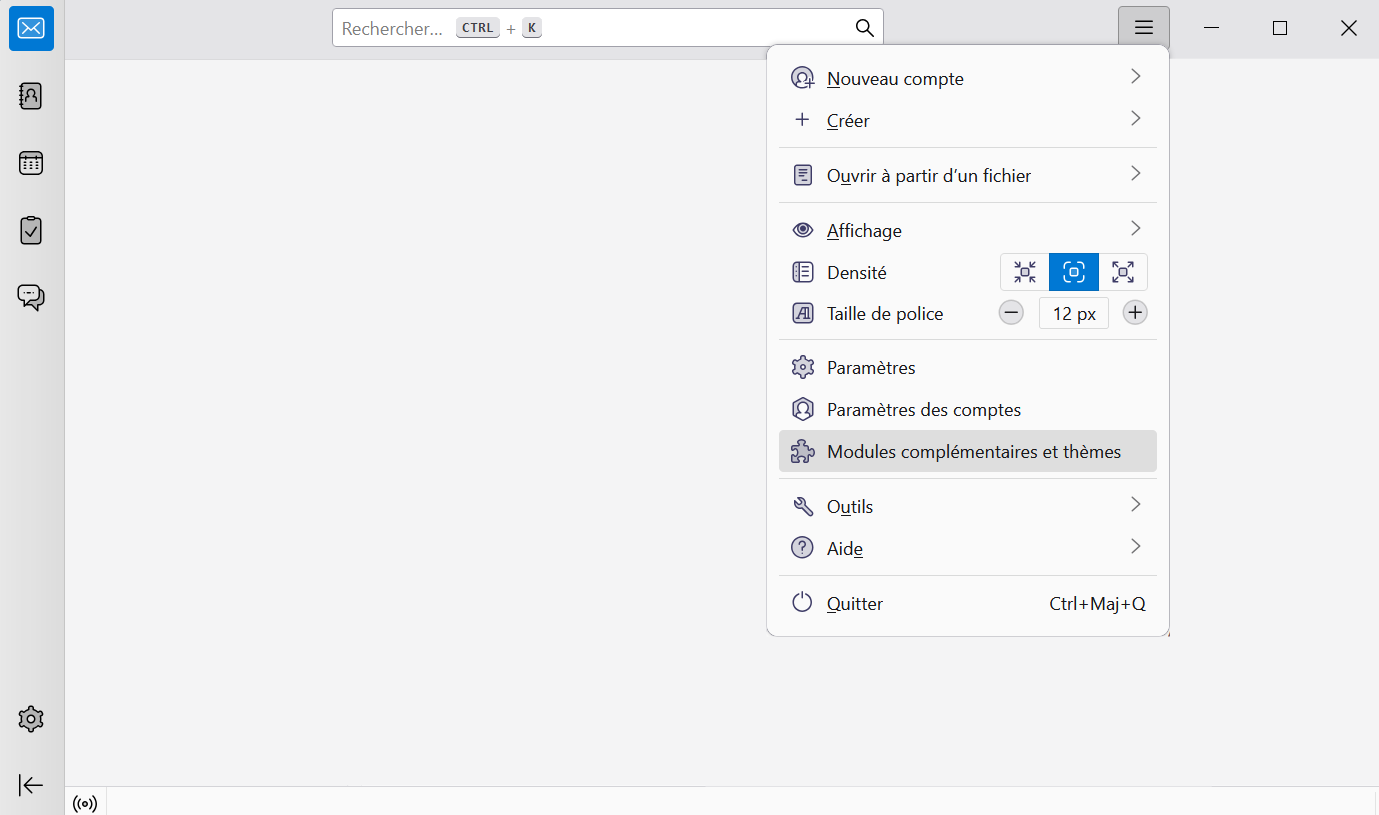 Rechercher… CTRL + K
Nouveau compte
Créer
Ouvrir à partir d’un fichier
Affichage
Densité
Taille de police 12 px
Paramètres
Paramètres des comptes
Modules complémentaires et thèmes
Outils
Aide
Quitter Ctrl+Maj+Q